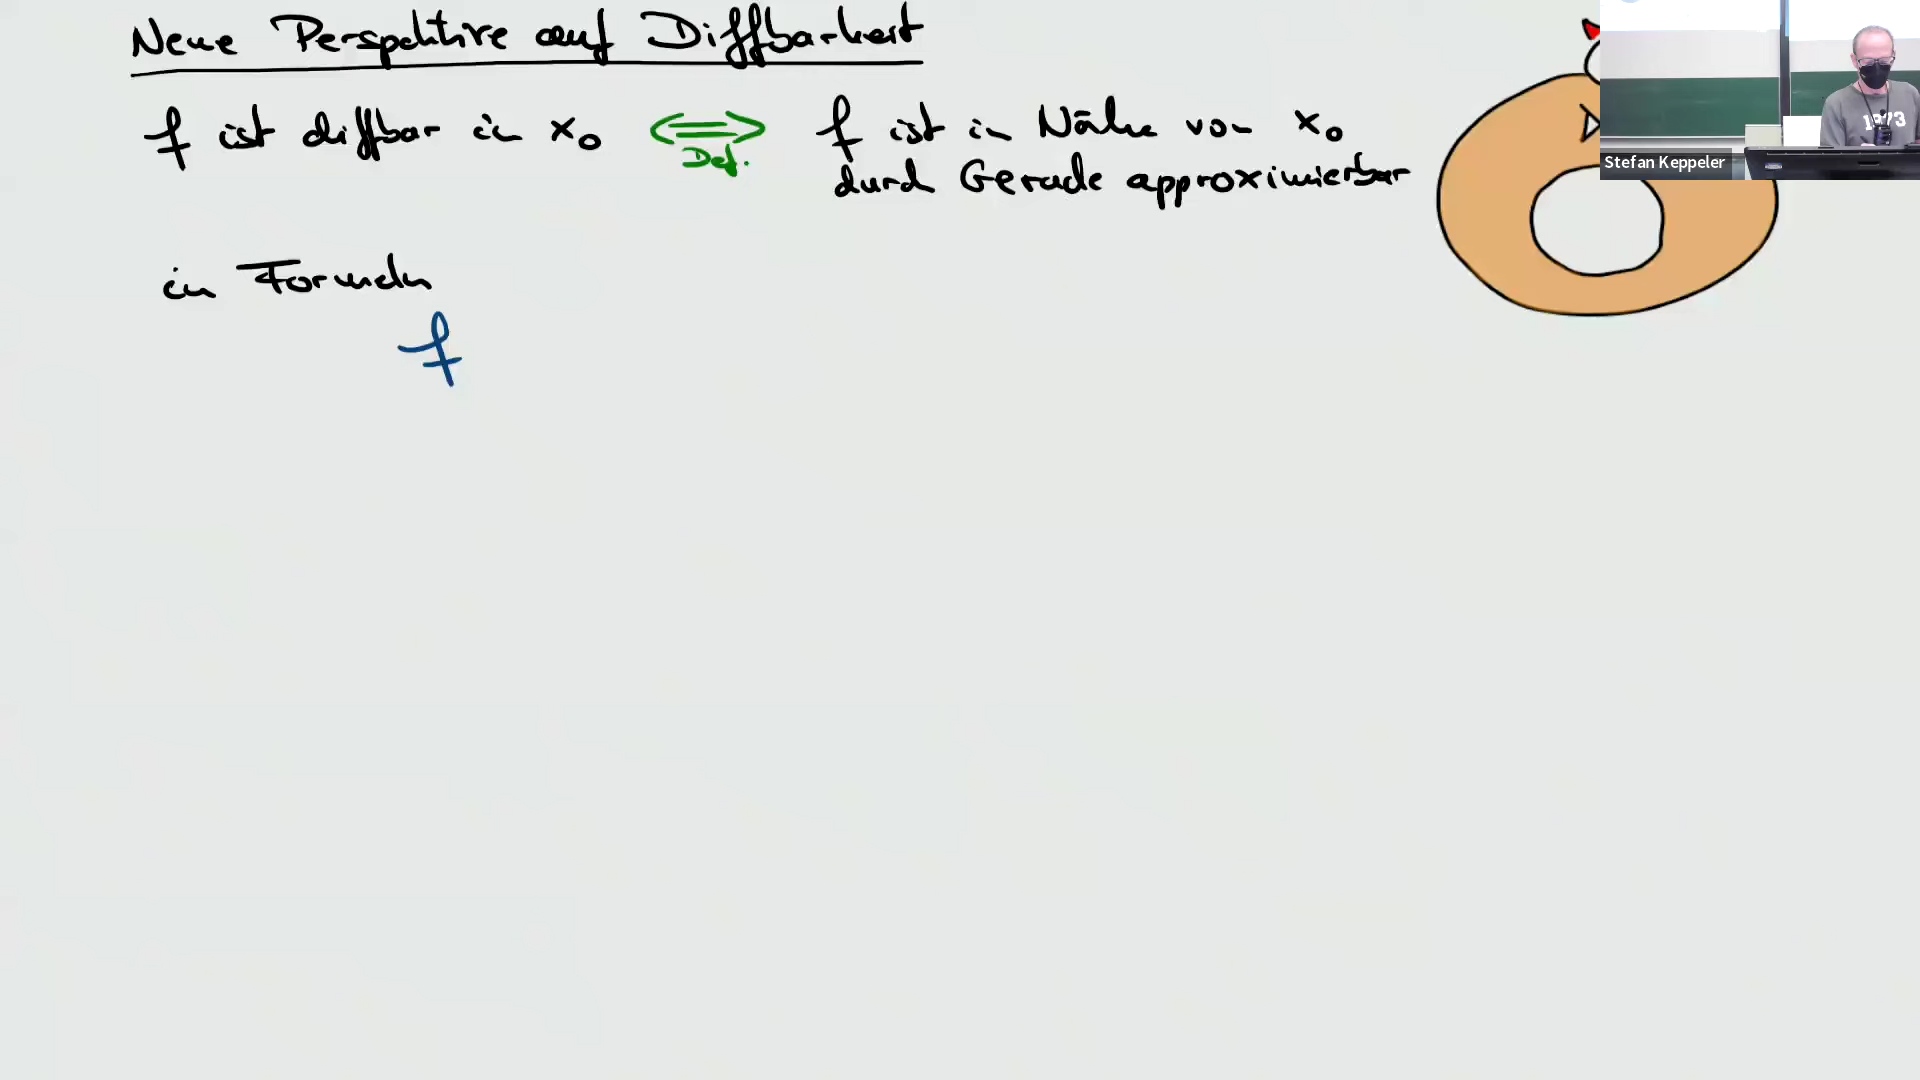 Neue Perspektive auf Diffbarkeit
f ist diffbar in x₀ ⟺ f ist in Nähe von x₀
Def.
durch Gerade approximierbar
in Formeln
f
1973
Stefan Keppeler